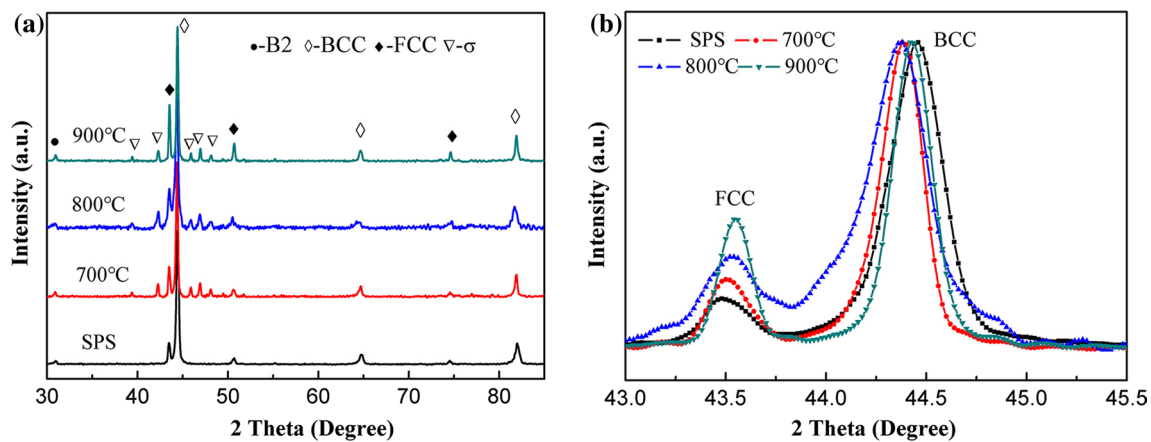 (a)
●-B2 ◊-BCC ♦-FCC ▽-σ
900°C
800°C
700°C
SPS
Intensity (a.u.)
30 40 50 60 70 80
2 Theta (Degree)
(b)
SPS 700°C
800°C 900°C
BCC
FCC
Intensity (a.u.)
43.0 43.5 44.0 44.5 45.0 45.5
2 Theta (Degree)